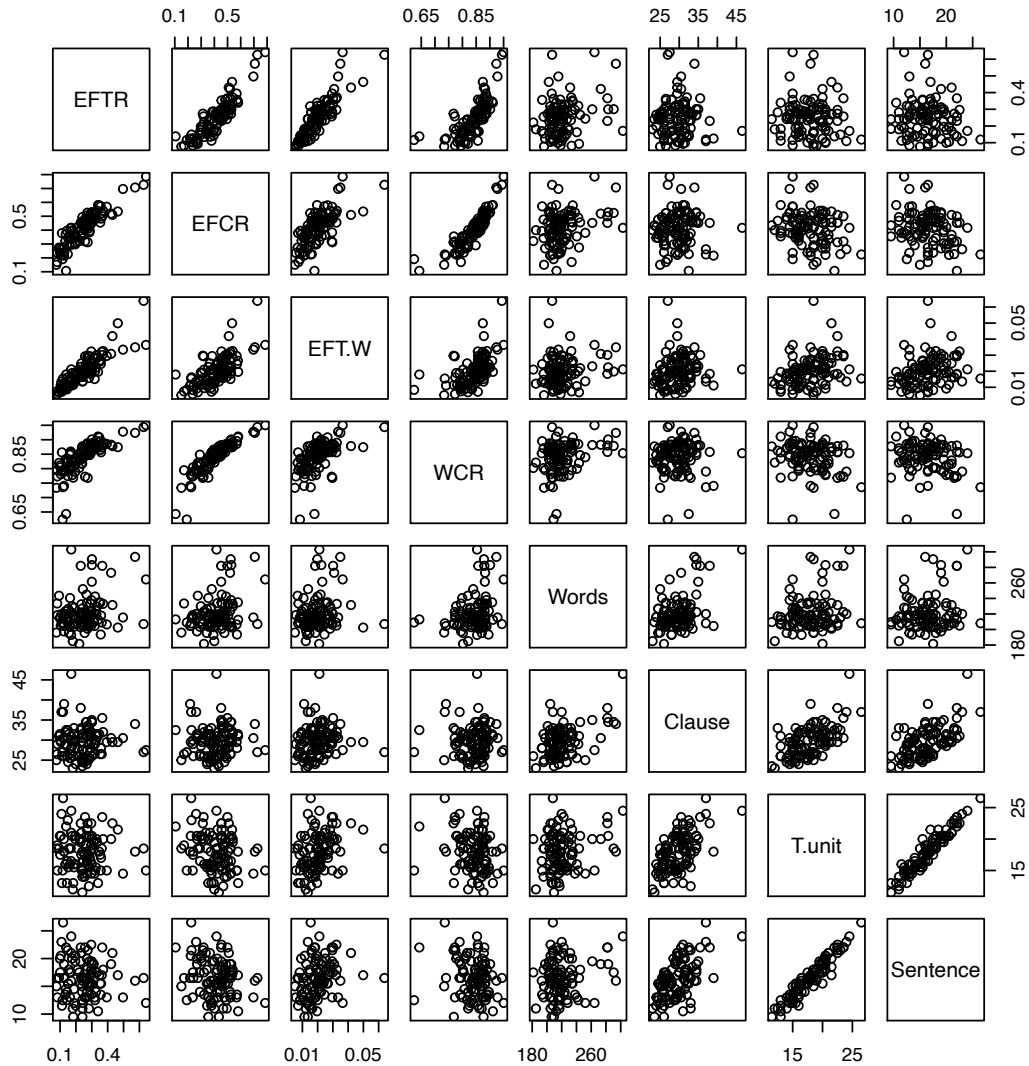 0.1 0.5 0.65 0.85 25 35 45 10 20
EFTR 0.1 0.4
0.1 0.5 EFCR
EFT.W 0.01 0.05
0.65 0.85 WCR
Words 180 260
25 35 45 Clause
T.unit 15 25
10 20 Sentence
0.1 0.4 0.01 0.05 180 260 15 25